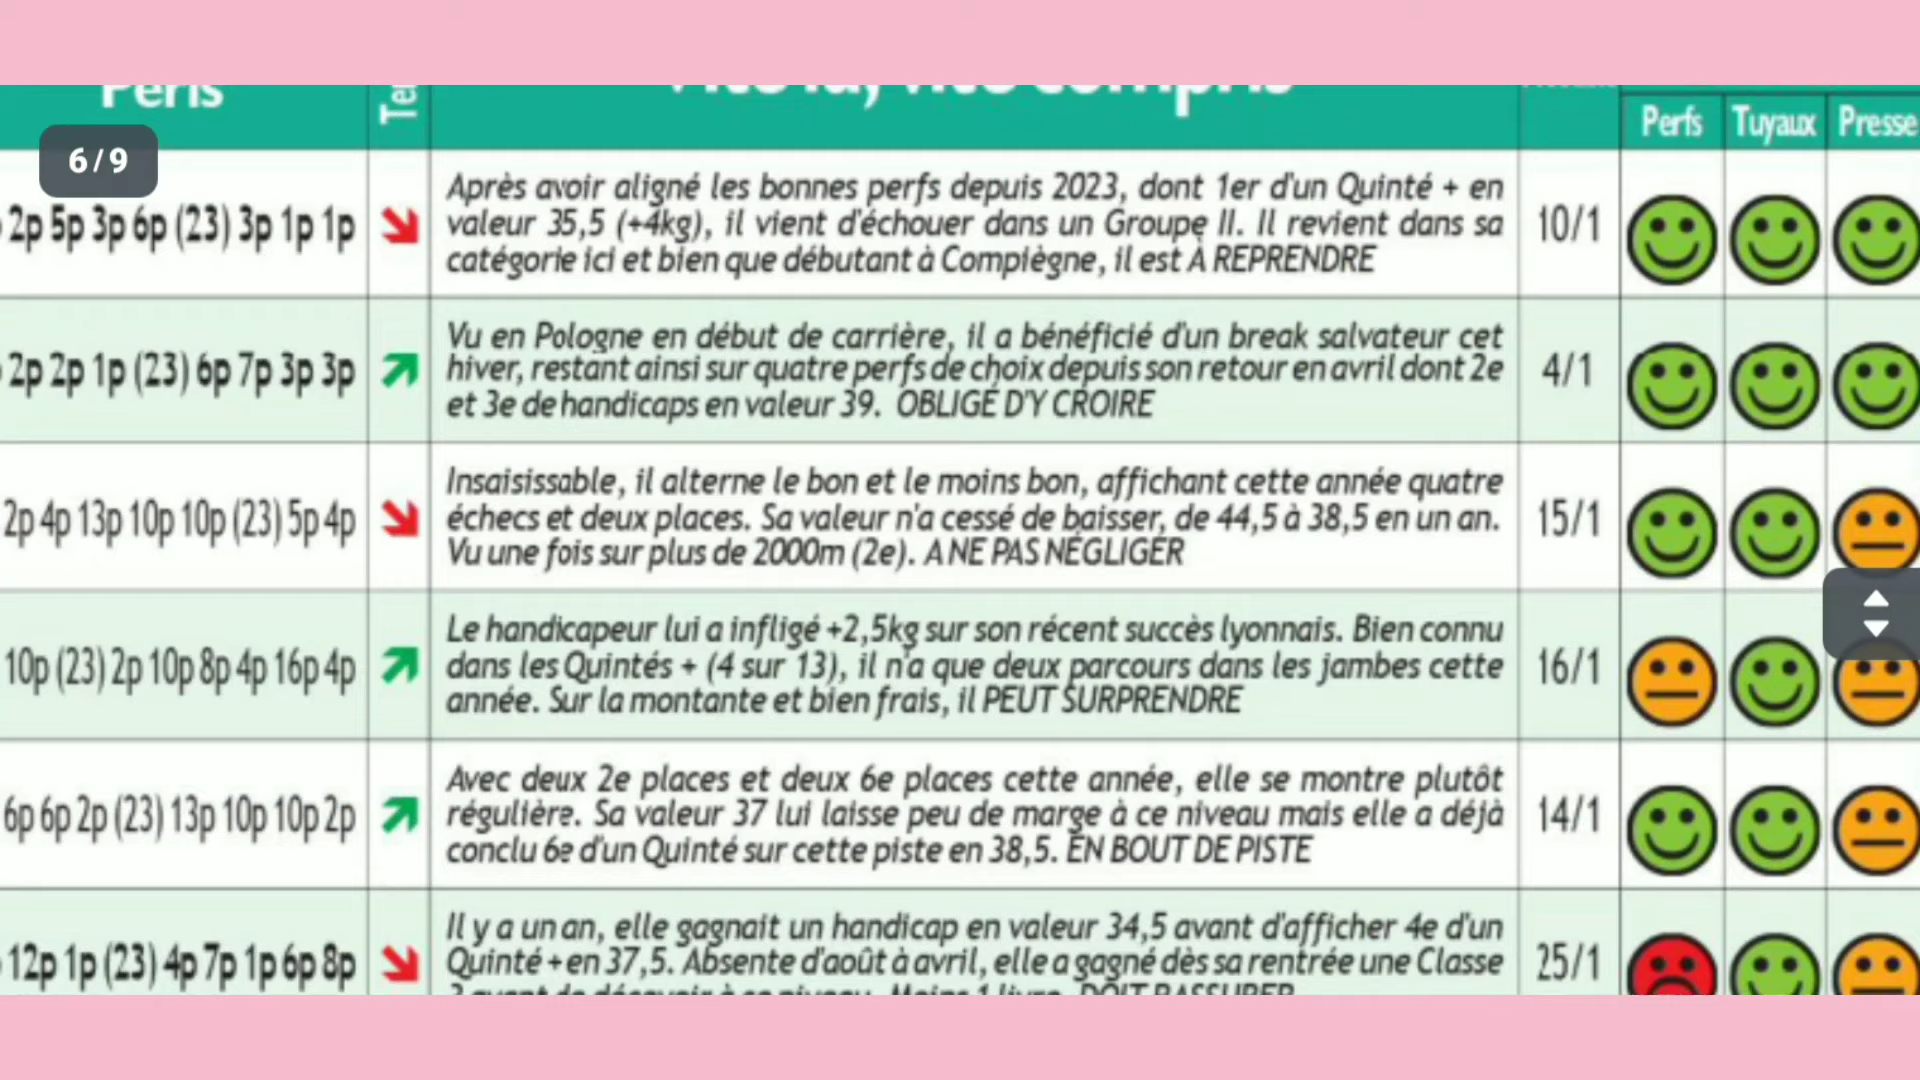 Perfs
Vite lu, vite compris
Perfs Tuyaux Presse
6/9
2p 5p 3p 6p (23) 3p 1p 1p
Après avoir aligné les bonnes perfs depuis 2023, dont 1er d'un Quinté + en
valeur 35,5 (+4kg), il vient d'échouer dans un Groupe II. Il revient dans sa
catégorie ici et bien que débutant à Compiègne, il est À REPRENDRE
10/1
2p 2p 1p (23) 6p 7p 3p 3p
Vu en Pologne en début de carrière, il a bénéficié d'un break salvateur cet
hiver, restant ainsi sur quatre perfs de choix depuis son retour en avril dont 2e
et 3e de handicaps en valeur 39. OBLIGÉ D'Y CROIRE
4/1
2p 4p 13p 10p 10p (23) 5p 4p
Insaisissable, il alterne le bon et le moins bon, affichant cette année quatre
échecs et deux places. Sa valeur n'a cessé de baisser, de 44,5 à 38,5 en un an.
Vu une fois sur plus de 2000m (2e). A NE PAS NÉGLIGER
15/1
10p (23) 2p 10p 8p 4p 16p 4p
Le handicapeur lui a infligé +2,5kg sur son récent succès lyonnais. Bien connu
dans les Quintés + (4 sur 13), il n'a que deux parcours dans les jambes cette
année. Sur la montante et bien frais, il PEUT SURPRENDRE
16/1
6p 6p 2p (23) 13p 10p 10p 2p
Avec deux 2e places et deux 6e places cette année, elle se montre plutôt
régulière. Sa valeur 37 lui laisse peu de marge à ce niveau mais elle a déjà
conclu 6e d'un Quinté sur cette piste en 38,5. EN BOUT DE PISTE
14/1
12p 1p (23) 4p 7p 1p 6p 8p
Il y a un an, elle gagnait un handicap en valeur 34,5 avant d'afficher 4e d'un
Quinté + en 37,5. Absente d'août à avril, elle a gagné dès sa rentrée une Classe
2 avant de décevoir à ce niveau. Moins 1 livre. DOIT RASSURER
25/1